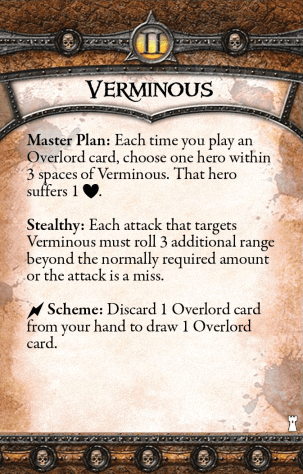 II
VERMINOUS
Master Plan: Each time you play an
Overlord card, choose one hero within
3 spaces of Verminous. That hero
suffers 1 ♥.
Stealthy: Each attack that targets
Verminous must roll 3 additional range
beyond the normally required amount
or the attack is a miss.
Scheme: Discard 1 Overlord card
from your hand to draw 1 Overlord
card.